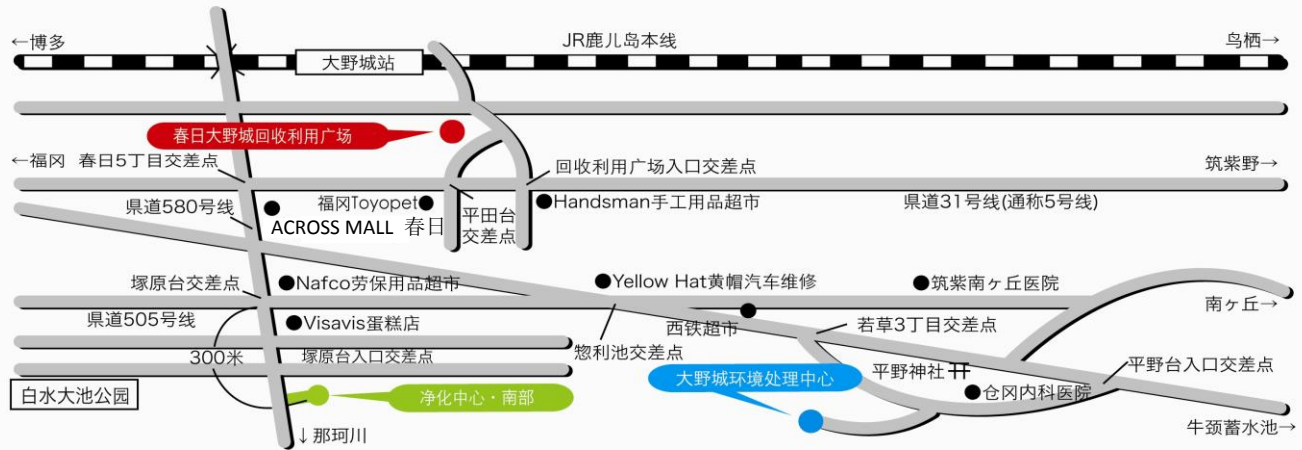 ←博多
JR鹿儿岛本线
鸟栖→
大野城站
春日大野城回收利用广场
←福冈 春日5丁目交差点
回收利用广场入口交差点
筑紫野→
県道580号线
福冈Toyopet
平田台
交差点
Handsman手工用品超市
県道31号线(通称5号线)
ACROSS MALL 春日
塚原台交差点
Nafco劳保用品超市
Yellow Hat黄帽汽车维修
筑紫南ヶ丘医院
南ヶ丘→
県道505号线
Visavis蛋糕店
西铁超市
若草3丁目交差点
300米
塚原台入口交差点
惣利池交差点
平野神社
平野台入口交差点
白水大池公园
净化中心・南部
大野城环境处理中心
仓冈内科医院
↓那珂川
牛颈蓄水池→